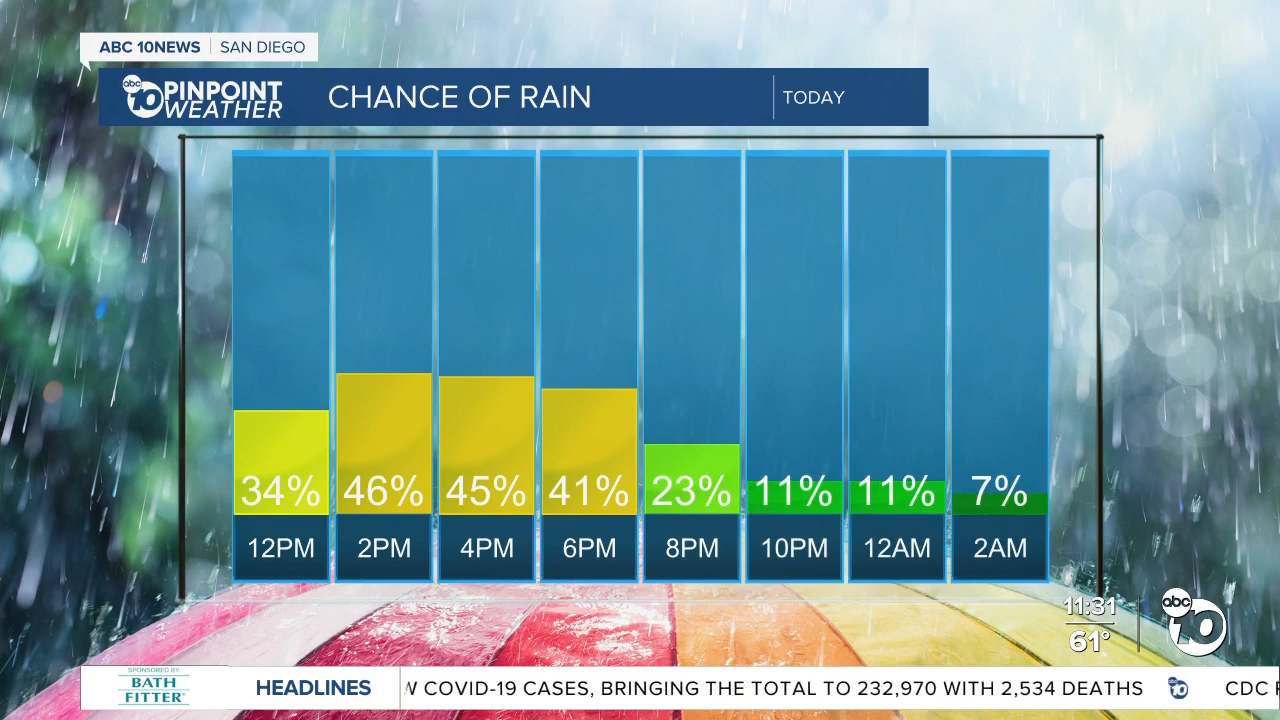 ABC 10NEWS SAN DIEGO
abc 10 PINPOINT WEATHER
CHANCE OF RAIN
TODAY
34% 46% 45% 41% 23% 11% 11% 7%
12PM 2PM 4PM 6PM 8PM 10PM 12AM 2AM
11:31
61°
abc 10
SPONSORED BY:
BATH
FITTER®
HEADLINES
COVID-19 CASES, BRINGING THE TOTAL TO 232,970 WITH 2,534 DEATHS
10
CDC